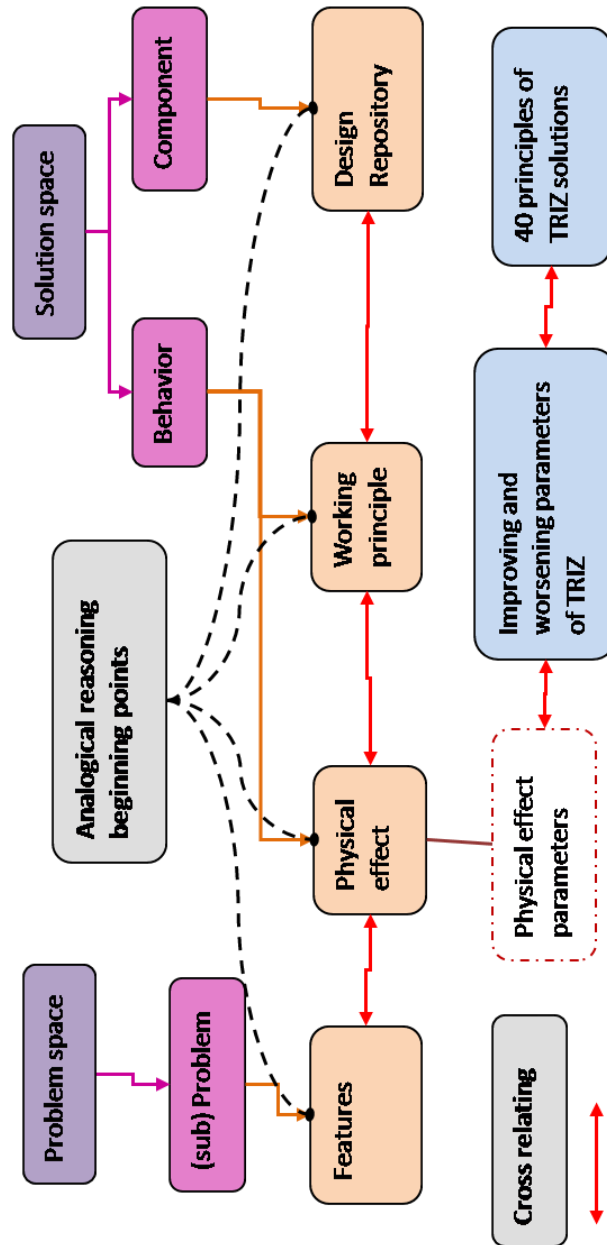 Problem space
Solution space
(sub) Problem
Analogical reasoning
beginning points
Behavior
Component
Features
Physical
effect
Working
principle
Design
Repository
Cross relating
Physical effect
parameters
Improving and
worsening parameters
of TRIZ
40 principles of
TRIZ solutions